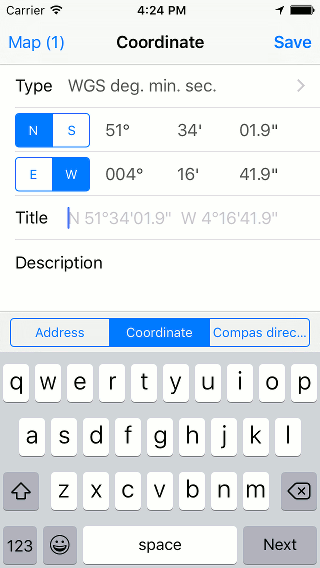 Carrier 4:24 PM
Map (1) Coordinate Save
Type WGS deg. min. sec.
N S 51° 34' 01.9"
E W 004° 16' 41.9"
Title N 51°34'01.9" W 4°16'41.9"
Description
Address Coordinate Compas direc...
q w e r t y u i o p
a s d f g h j k l
z x c v b n m
123 space Next